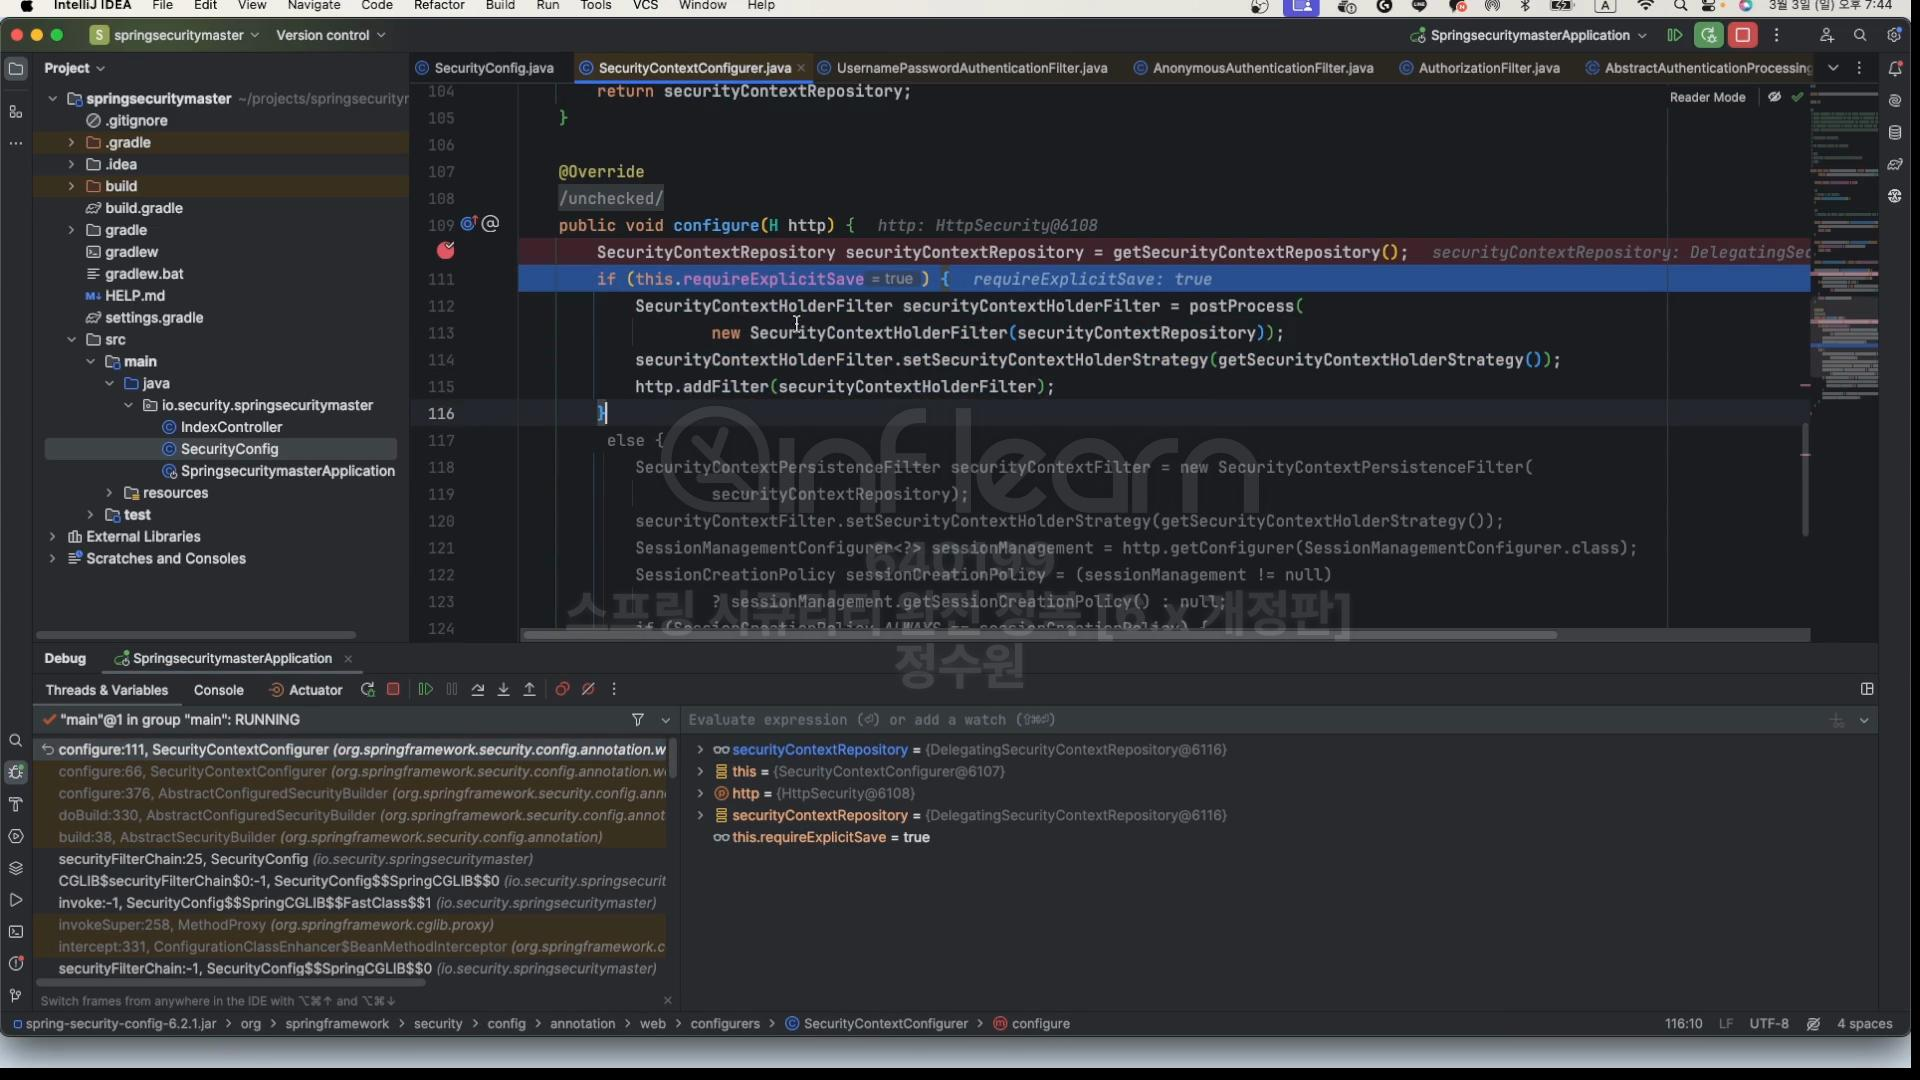 IntelliJ IDEA File Edit View Navigate Code Refactor Build Run Tools VCS Window Help 3월 3일 (일) 오후 7:44
S springsecuritymaster Version control SpringsecuritymasterApplication
Project SecurityConfig.java SecurityContextConfigurer.java UsernamePasswordAuthenticationFilter.java AnonymousAuthenticationFilter.java AuthorizationFilter.java AbstractAuthenticationProcessing
Reader Mode
springsecuritymaster ~/projects/springsecurity
.gitignore
.gradle
.idea
build
build.gradle
gradle
gradlew
gradlew.bat
HELP.md
settings.gradle
src
main
java
io.security.springsecuritymaster
IndexController
SecurityConfig
SpringsecuritymasterApplication
resources
test
External Libraries
Scratches and Consoles
104 return securityContextRepository;
105 }
106
107 @Override
108 /unchecked/
109 public void configure(H http) { http: HttpSecurity@6108
SecurityContextRepository securityContextRepository = getSecurityContextRepository(); securityContextRepository: DelegatingSec
111 if (this.requireExplicitSave = true ) { requireExplicitSave: true
112 SecurityContextHolderFilter securityContextHolderFilter = postProcess(
113 new SecurityContextHolderFilter(securityContextRepository));
114 securityContextHolderFilter.setSecurityContextHolderStrategy(getSecurityContextHolderStrategy());
115 http.addFilter(securityContextHolderFilter);
116 }
117 else {
118 SecurityContextPersistenceFilter securityContextFilter = new SecurityContextPersistenceFilter(
119 securityContextRepository);
120 securityContextFilter.setSecurityContextHolderStrategy(getSecurityContextHolderStrategy());
121 SessionManagementConfigurer<?> sessionManagement = http.getConfigurer(SessionManagementConfigurer.class);
122 SessionCreationPolicy sessionCreationPolicy = (sessionManagement != null)
123 ? sessionManagement.getSessionCreationPolicy() : null;
124 if (SessionCreationPolicy.ALWAYS == sessionCreationPolicy) {
inflearn
640199
스프링 시큐리티 완전 정복 [6.x 개정판]
정수원
Debug SpringsecuritymasterApplication
Threads & Variables Console Actuator
"main"@1 in group "main": RUNNING
configure:111, SecurityContextConfigurer (org.springframework.security.config.annotation.w
configure:66, SecurityContextConfigurer (org.springframework.security.config.annotation.we
configure:376, AbstractConfiguredSecurityBuilder (org.springframework.security.config.ann
doBuild:330, AbstractConfiguredSecurityBuilder (org.springframework.security.config.annot
build:38, AbstractSecurityBuilder (org.springframework.security.config.annotation)
securityFilterChain:25, SecurityConfig (io.security.springsecuritymaster)
CGLIB$securityFilterChain$0:-1, SecurityConfig$$SpringCGLIB$$0 (io.security.springsecurit
invoke:-1, SecurityConfig$$SpringCGLIB$$FastClass$$1 (io.security.springsecuritymaster)
invokeSuper:258, MethodProxy (org.springframework.cglib.proxy)
intercept:331, ConfigurationClassEnhancer$BeanMethodInterceptor (org.springframework.c
securityFilterChain:-1, SecurityConfig$$SpringCGLIB$$0 (io.security.springsecuritymaster)
Switch frames from anywhere in the IDE with ⌥⌘↑ and ⌥⌘↓
Evaluate expression (⏎) or add a watch (⇧⌘⏎)
securityContextRepository = {DelegatingSecurityContextRepository@6116}
this = {SecurityContextConfigurer@6107}
http = {HttpSecurity@6108}
securityContextRepository = {DelegatingSecurityContextRepository@6116}
this.requireExplicitSave = true
spring-security-config-6.2.1.jar > org > springframework > security > config > annotation > web > configurers > SecurityContextConfigurer > configure 116:10 LF UTF-8 4 spaces